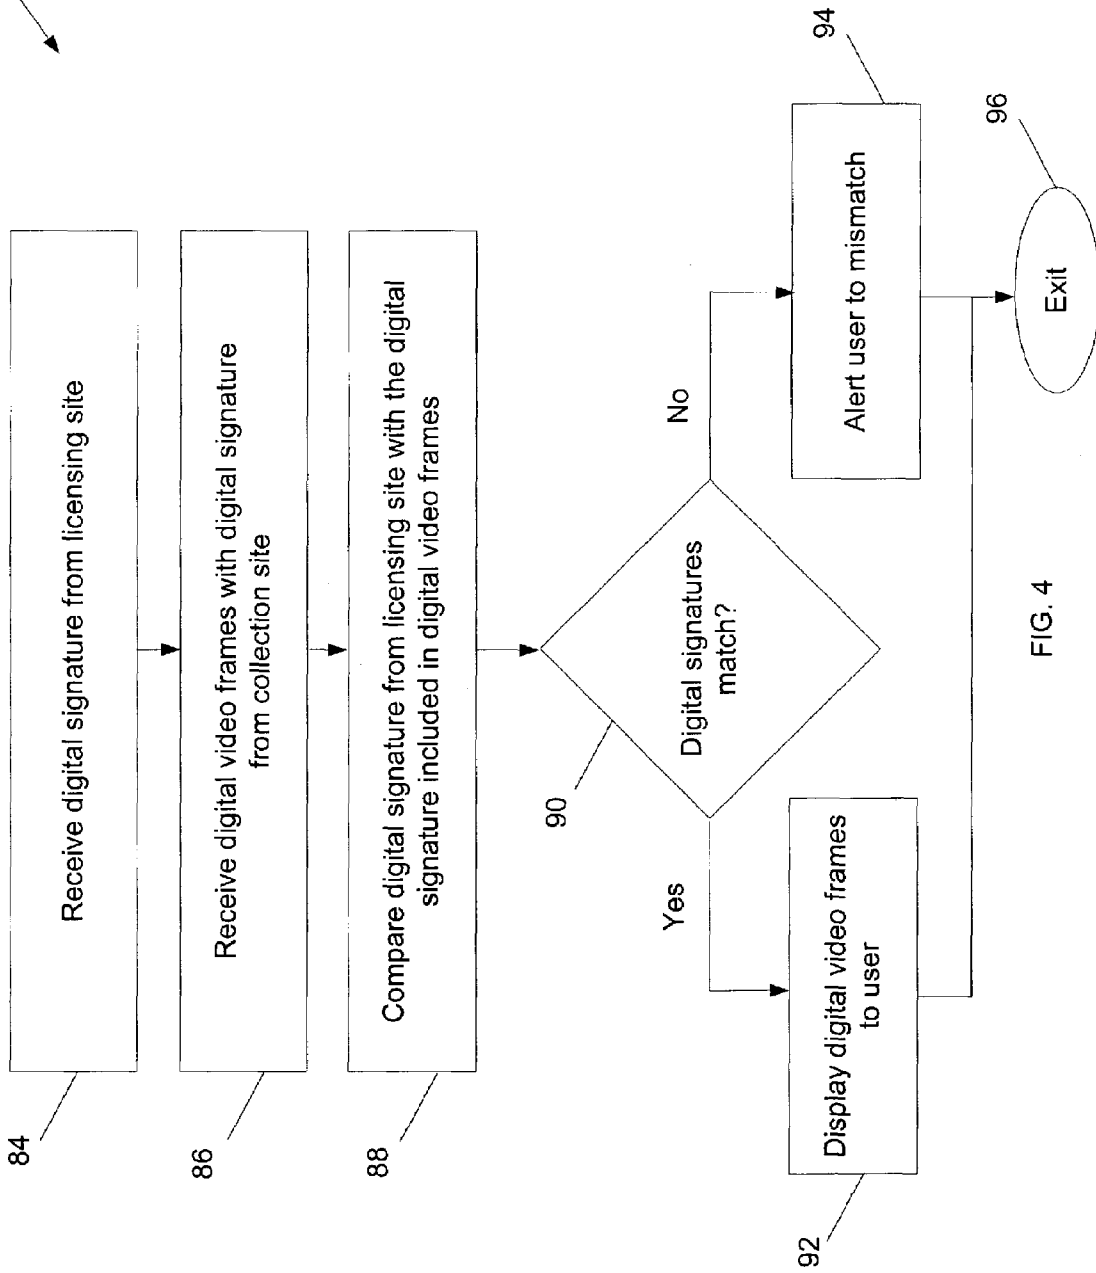 84
Receive digital signature from licensing site
86
Receive digital video frames with digital signature
from collection site
88
Compare digital signature from licensing site with the digital
signature included in digital video frames
90
Digital signatures
match?
Yes
No
92
Display digital video frames
to user
94
Alert user to mismatch
96
Exit
FIG. 4